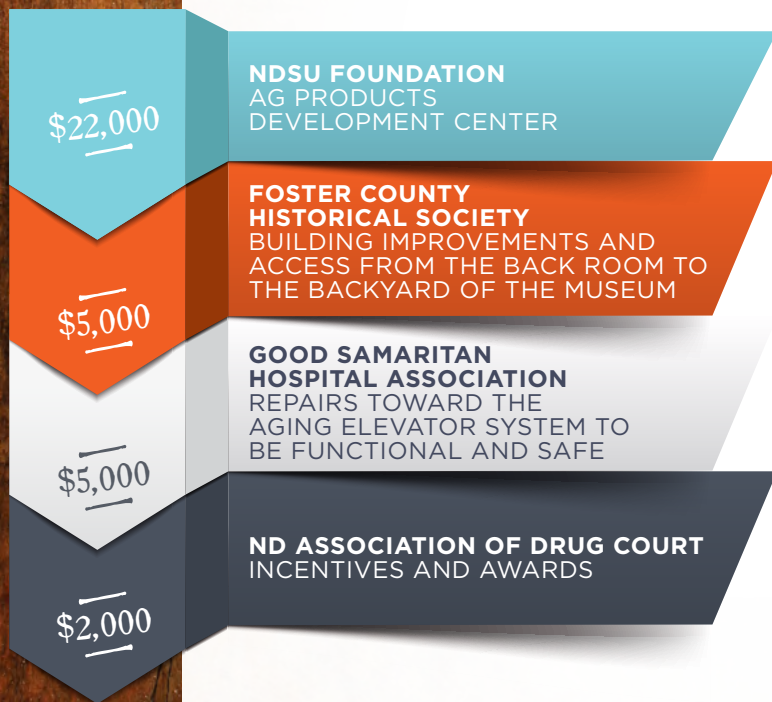 $22,000
NDSU FOUNDATION
AG PRODUCTS
DEVELOPMENT CENTER
$5,000
FOSTER COUNTY
HISTORICAL SOCIETY
BUILDING IMPROVEMENTS AND
ACCESS FROM THE BACK ROOM TO
THE BACKYARD OF THE MUSEUM
$5,000
GOOD SAMARITAN
HOSPITAL ASSOCIATION
REPAIRS TOWARD THE
AGING ELEVATOR SYSTEM TO
BE FUNCTIONAL AND SAFE
$2,000
ND ASSOCIATION OF DRUG COURT
INCENTIVES AND AWARDS